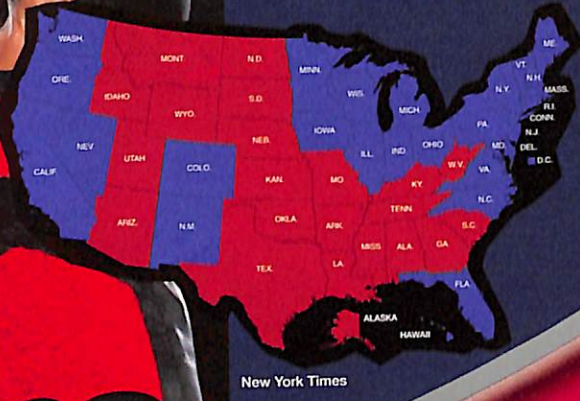 WASH.
ME.
MONT
N.D.
VT.
MINN.
N.H.
ORE.
N.Y.
MASS.
IDAHO
S.D.
WIS.
MICH.
R.I.
WYO.
CONN.
PA.
N.J.
NEV.
NEB.
IOWA
OHIO
MD.
DEL.
UTAH
ILL.
IND.
D.C.
CALIF.
COLO.
KAN.
MO.
W.V.
VA.
KY.
ARIZ.
N.M.
OKLA.
ARK.
TENN
N.C.
S.C.
MISS
ALA.
GA
TEX.
LA.
FLA
ALASKA
HAWAII
New York Times